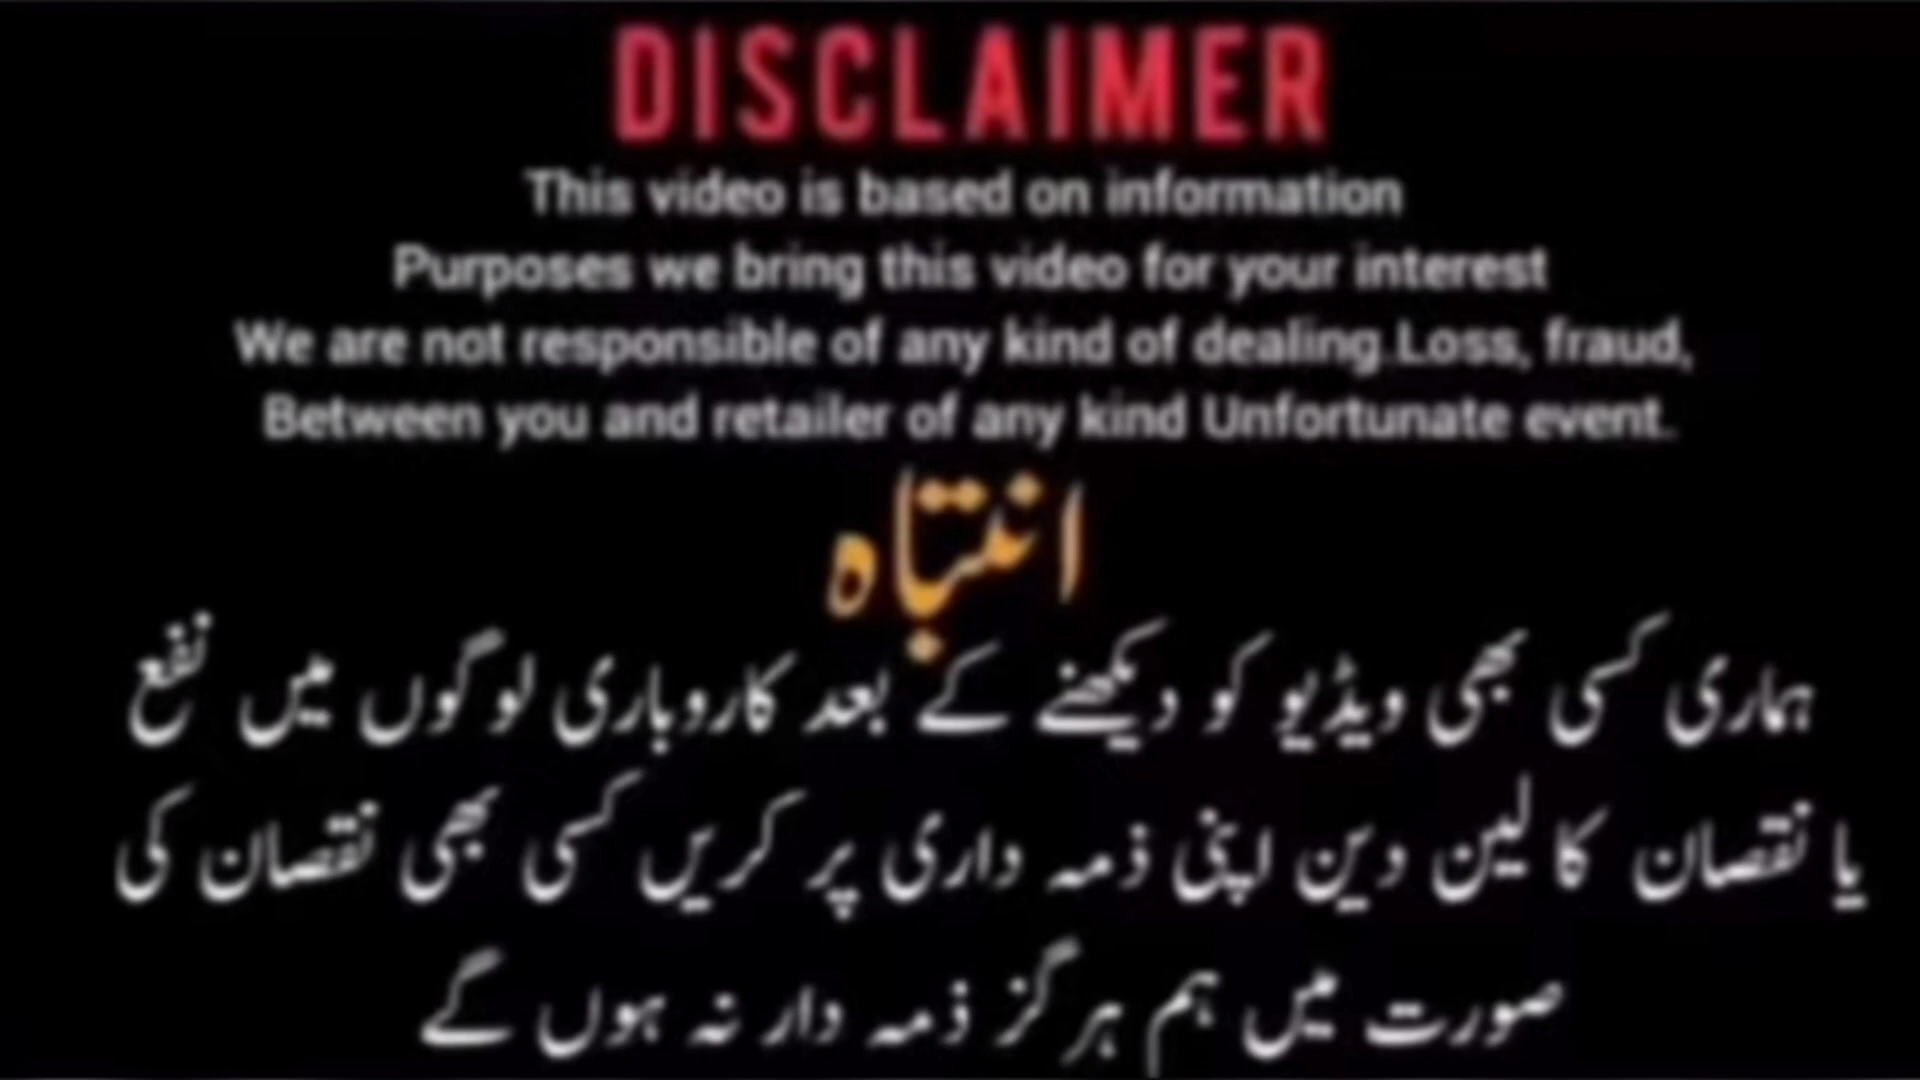 DISCLAIMER
This video is based on information
Purposes we bring this video for your interest
We are not responsible of any kind of dealing.Loss, fraud,
Between you and retailer of any kind Unfortunate event.
انتباہ
ہماری کسی بھی ویڈیو کو دیکھنے کے بعد کاروباری لوگوں میں نفع
یا نقصان کا لین دین اپنی ذمہ داری پر کریں کسی بھی نقصان کی
صورت میں ہم ہرگز ذمہ دار نہ ہوں گے